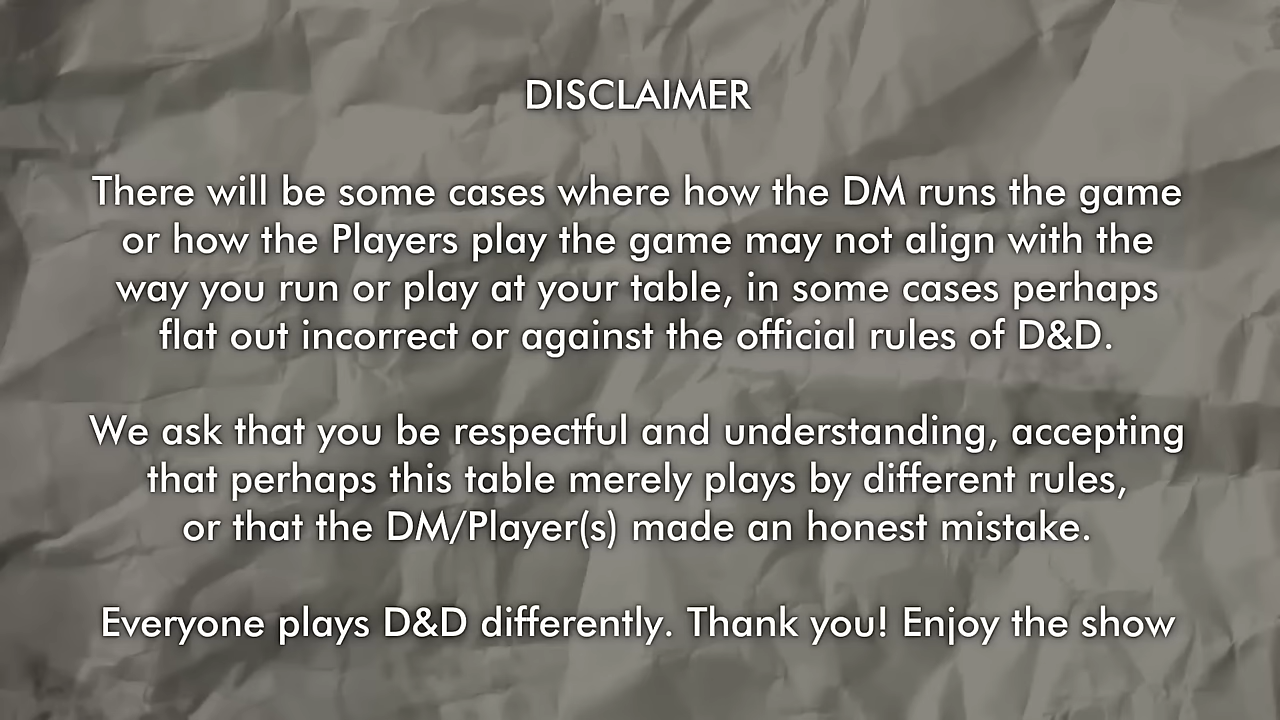 DISCLAIMER
There will be some cases where how the DM runs the game
or how the Players play the game may not align with the
way you run or play at your table, in some cases perhaps
flat out incorrect or against the official rules of D&D.
We ask that you be respectful and understanding, accepting
that perhaps this table merely plays by different rules,
or that the DM/Player(s) made an honest mistake.
Everyone plays D&D differently. Thank you! Enjoy the show